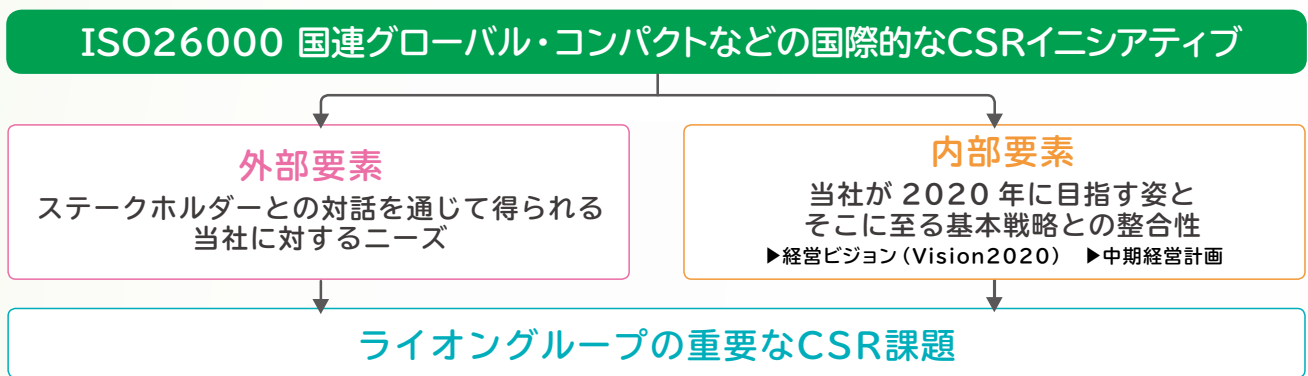 ISO26000 国連グローバル・コンパクトなどの国際的なCSRイニシアティブ
外部要素
ステークホルダーとの対話を通じて得られる
当社に対するニーズ
内部要素
当社が 2020 年に目指す姿と
そこに至る基本戦略との整合性
▶経営ビジョン（Vision2020） ▶中期経営計画
ライオングループの重要なCSR課題